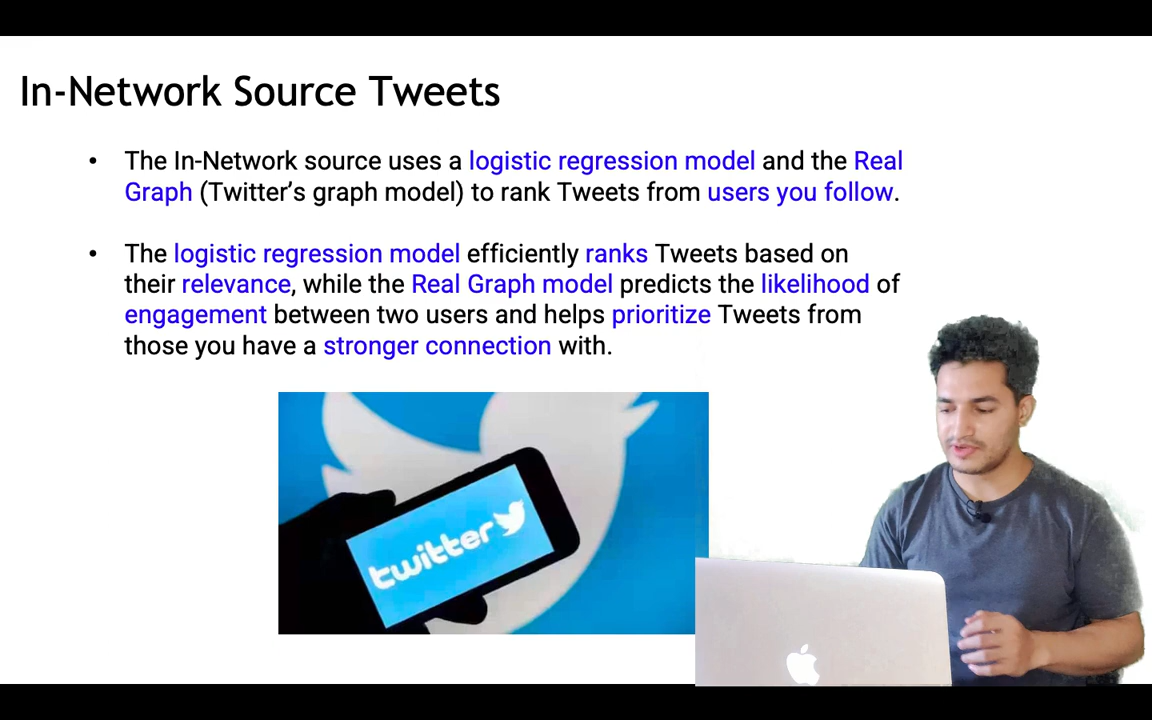 In-Network Source Tweets
• The In-Network source uses a logistic regression model and the Real
Graph (Twitter’s graph model) to rank Tweets from users you follow.
• The logistic regression model efficiently ranks Tweets based on
their relevance, while the Real Graph model predicts the likelihood of
engagement between two users and helps prioritize Tweets from
those you have a stronger connection with.
twitter